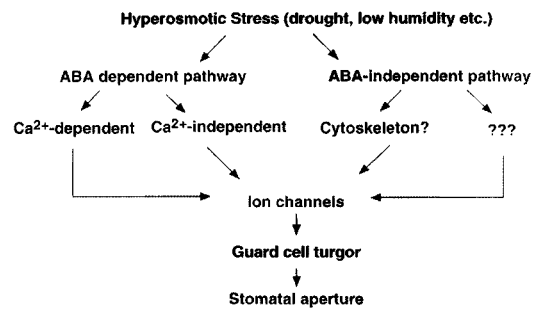 Hyperosmotic Stress (drought, low humidity etc.)
ABA dependent pathway
ABA-independent pathway
Ca2+-dependent
Ca2+-independent
Cytoskeleton?
???
Ion channels
Guard cell turgor
Stomatal aperture